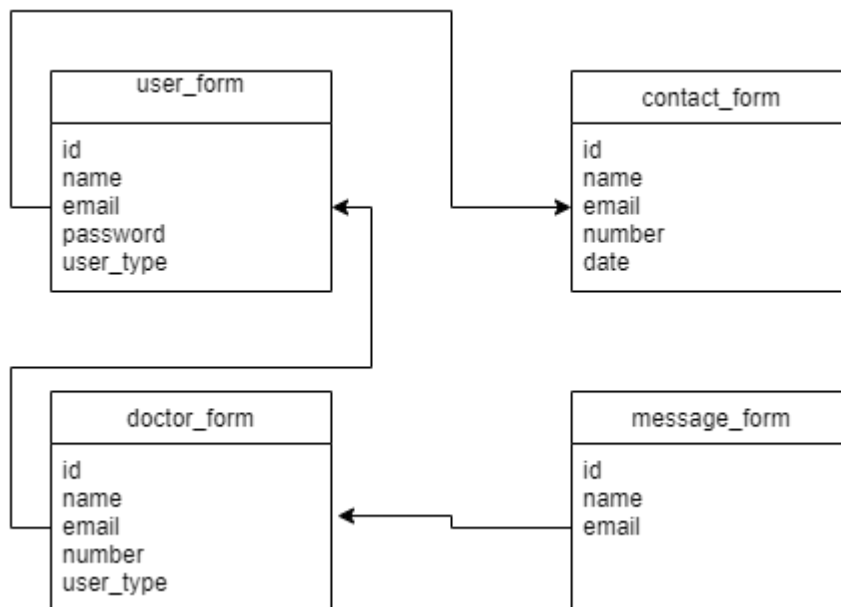 user_form
id
name
email
password
user_type
contact_form
id
name
email
number
date
doctor_form
id
name
email
number
user_type
message_form
id
name
email